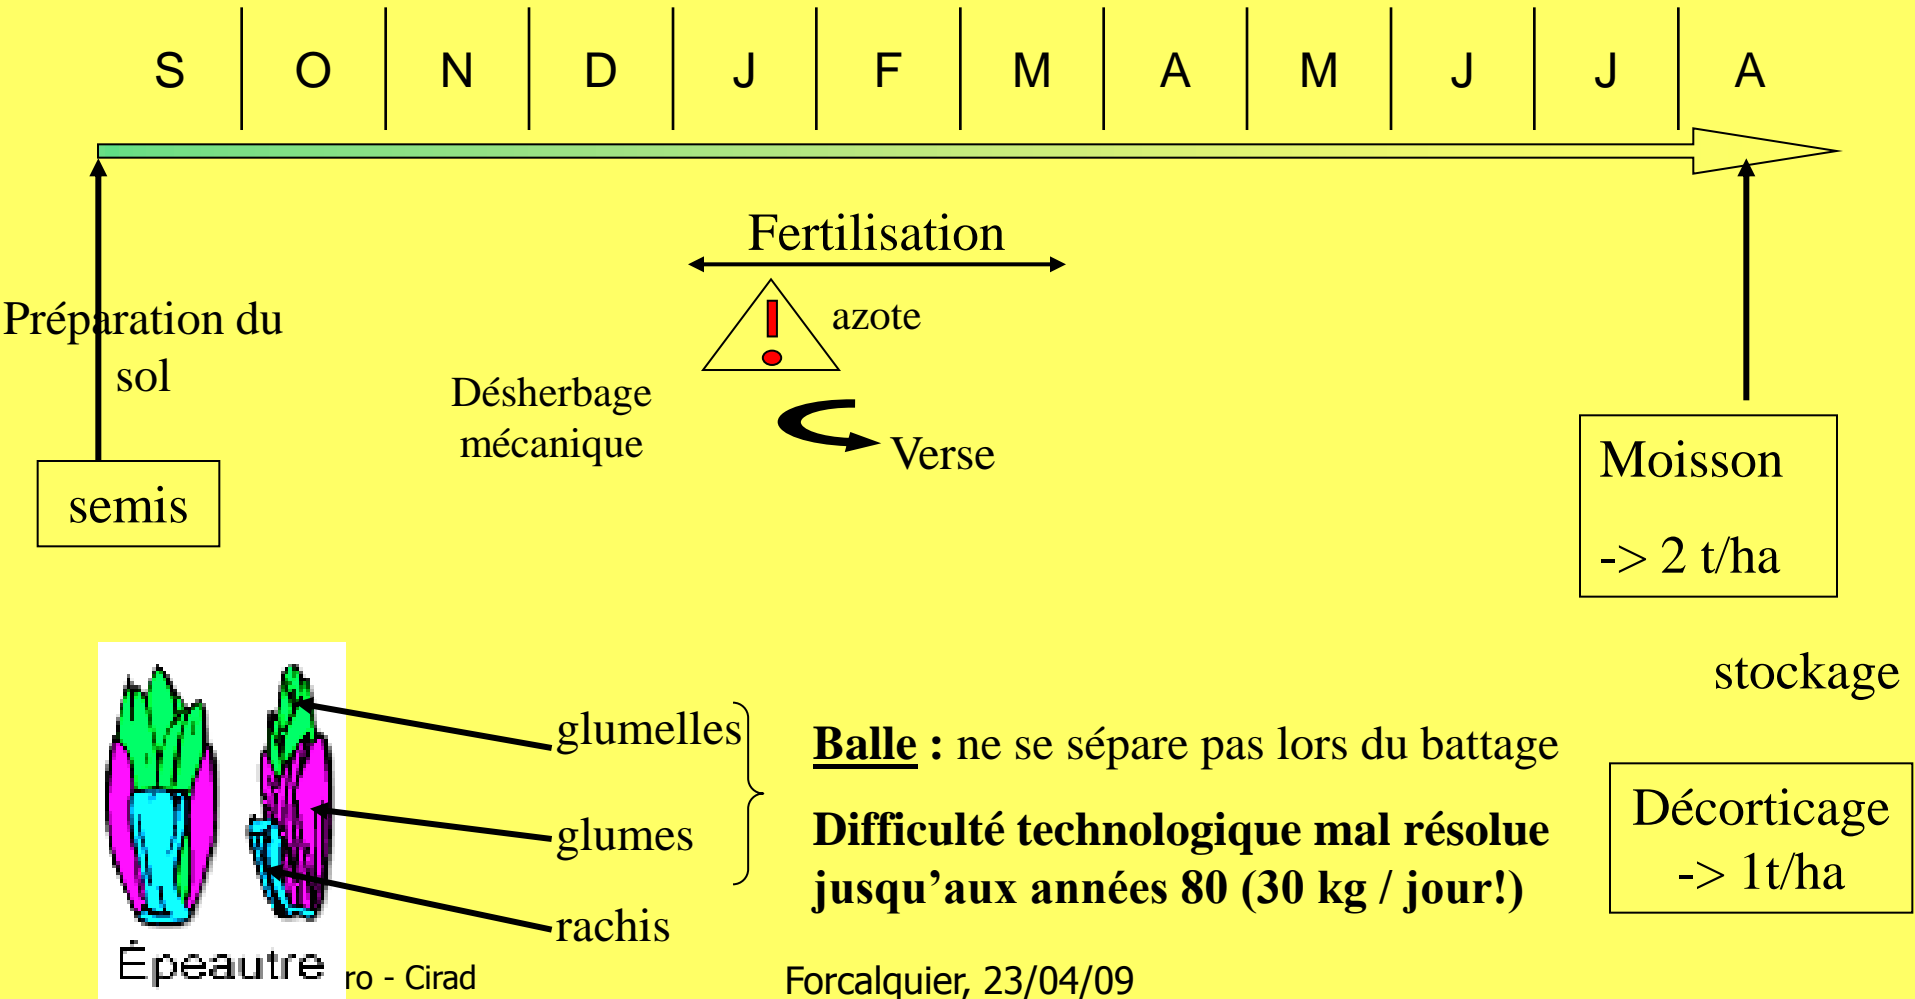 S O N D J F M A M J J A
Fertilisation
azote
Préparation du
sol
Désherbage
mécanique
Verse
semis
Moisson
-> 2 t/ha
stockage
glumelles
glumes
rachis
Balle : ne se sépare pas lors du battage
Difficulté technologique mal résolue
jusqu’aux années 80 (30 kg / jour!)
Décorticage
-> 1t/ha
Épeautre
ro - Cirad
Forcalquier, 23/04/09